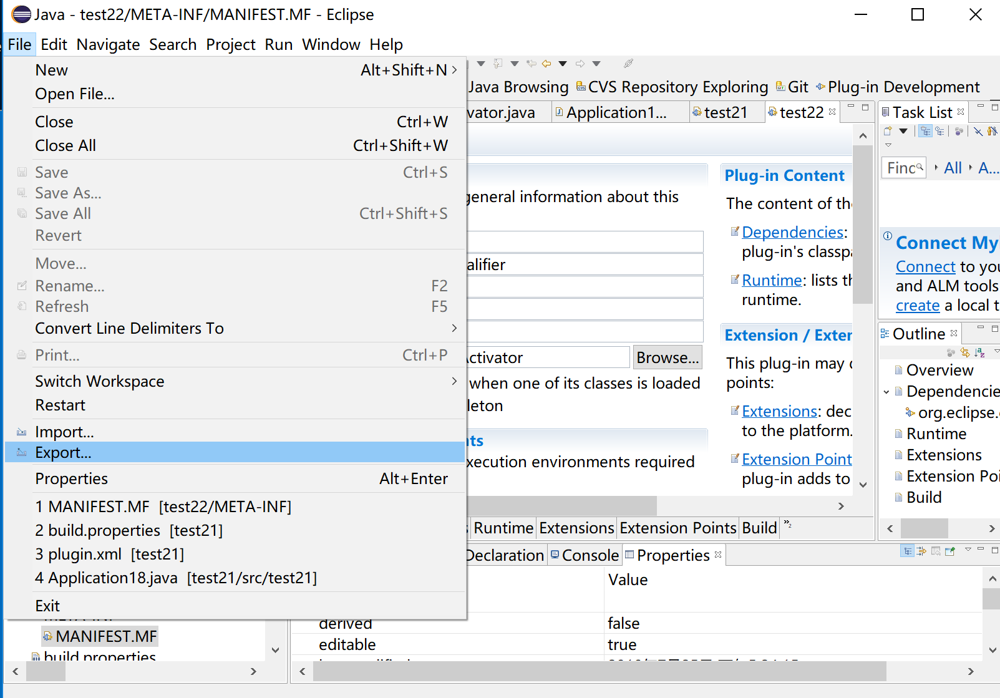 Java - test22/META-INF/MANIFEST.MF - Eclipse
File Edit Navigate Search Project Run Window Help
New Alt+Shift+N
Open File...
Close Ctrl+W
Close All Ctrl+Shift+W
Save Ctrl+S
Save As...
Save All Ctrl+Shift+S
Revert
Move...
Rename... F2
Refresh F5
Convert Line Delimiters To
Print... Ctrl+P
Switch Workspace
Restart
Import...
Export...
Properties Alt+Enter
1 MANIFEST.MF [test22/META-INF]
2 build.properties [test21]
3 plugin.xml [test21]
4 Application18.java [test21/src/test21]
Exit
MANIFEST.MF
build.properties
Java Browsing CVS Repository Exploring Git Plug-in Development
vator.java Application1... test21 test22
general information about this
alifier
Activator Browse...
when one of its classes is loaded
leton
nts
xecution environments required
Plug-in Content
The content of the
Dependencies:
plug-in's classpa
Runtime: lists th
runtime.
Extension / Exter
This plug-in may
points:
Extensions: dec
to the platform.
Extension Point
plug-in adds to
s Runtime Extensions Extension Points Build »2
Task List
Find All A...
Connect My
Connect to you
and ALM tools
create a local t
Outline
Overview
Dependencie
org.eclipse.
Runtime
Extensions
Extension Poi
Build
Declaration Console Properties
Value
derived false
editable true